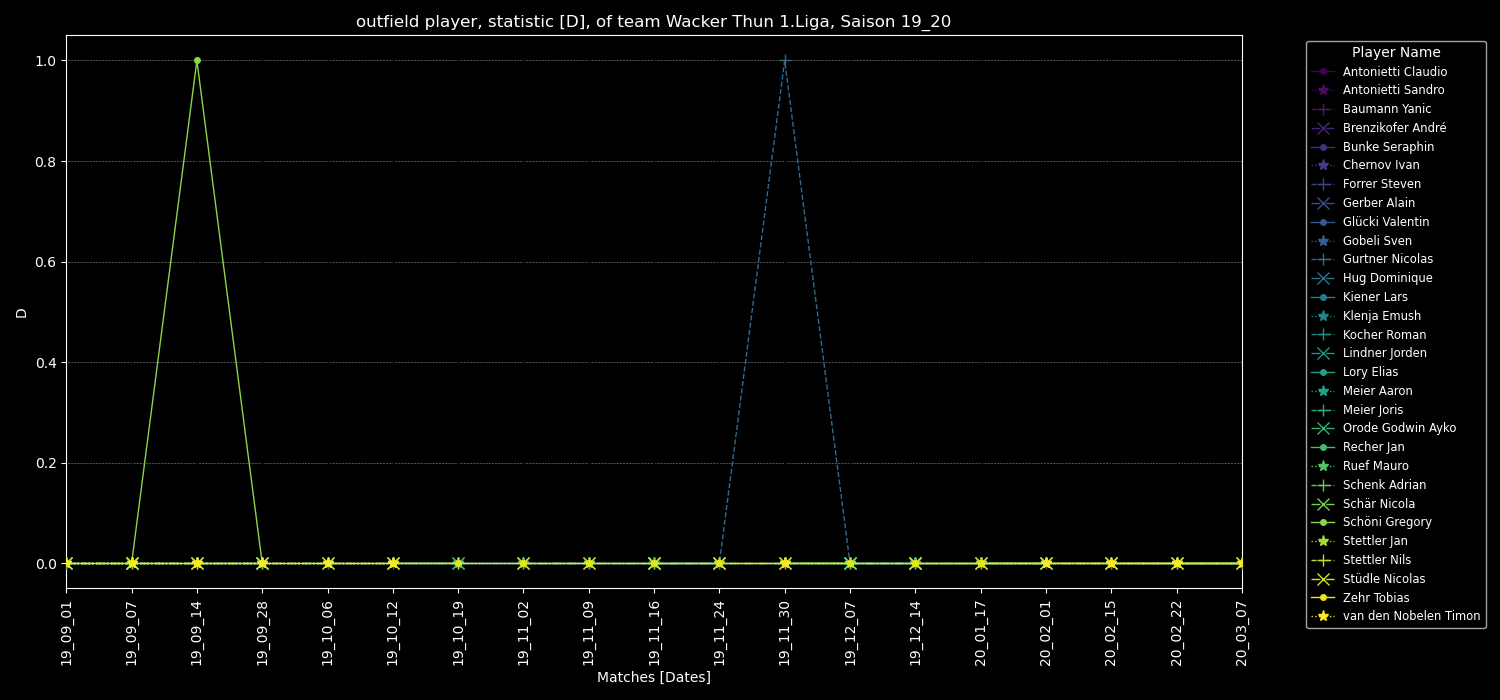 outfield player, statistic [D], of team Wacker Thun 1.Liga, Saison 19_20
1.0
0.8
0.6
0.4
0.2
0.0
D
19_09_01
19_09_07
19_09_14
19_09_28
19_10_06
19_10_12
19_10_19
19_11_02
19_11_09
19_11_16
19_11_24
19_11_30
19_12_07
19_12_14
20_01_17
20_02_01
20_02_15
20_02_22
20_03_07
Matches [Dates]
Player Name
Antonietti Claudio
Antonietti Sandro
Baumann Yanic
Brenzikofer André
Bunke Seraphin
Chernov Ivan
Forrer Steven
Gerber Alain
Glücki Valentin
Gobeli Sven
Gurtner Nicolas
Hug Dominique
Kiener Lars
Klenja Emush
Kocher Roman
Lindner Jorden
Lory Elias
Meier Aaron
Meier Joris
Orode Godwin Ayko
Recher Jan
Ruef Mauro
Schenk Adrian
Schär Nicola
Schöni Gregory
Stettler Jan
Stettler Nils
Stüdle Nicolas
Zehr Tobias
van den Nobelen Timon